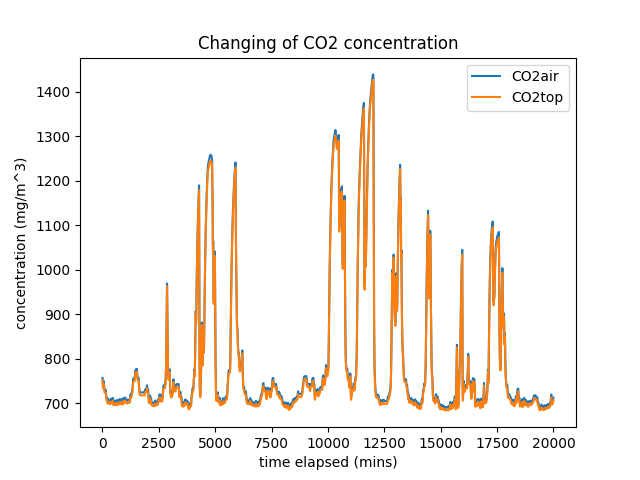 Changing of CO2 concentration
CO2air
CO2top
concentration (mg/m^3)
1400
1300
1200
1100
1000
900
800
700
0 2500 5000 7500 10000 12500 15000 17500 20000
time elapsed (mins)